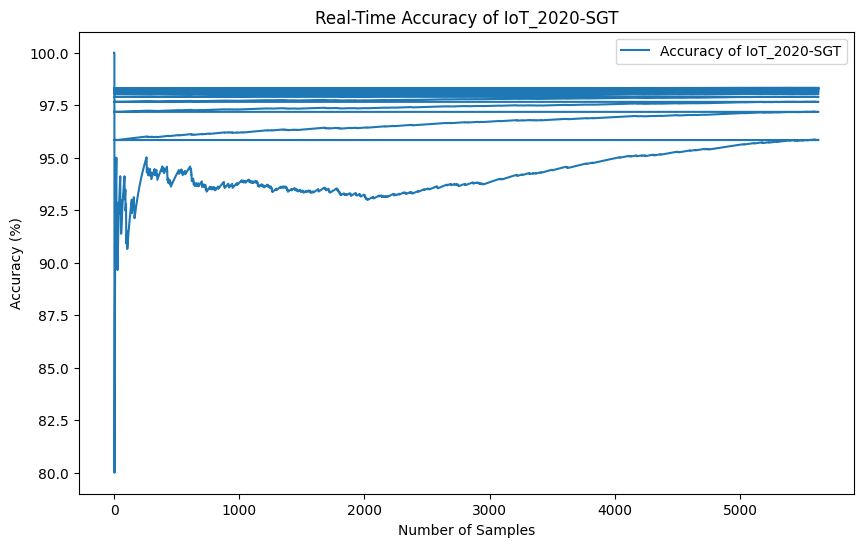 Real-Time Accuracy of IoT_2020-SGT
Accuracy of IoT_2020-SGT
100.0
97.5
95.0
92.5
90.0
87.5
85.0
82.5
80.0
Accuracy (%)
0 1000 2000 3000 4000 5000
Number of Samples